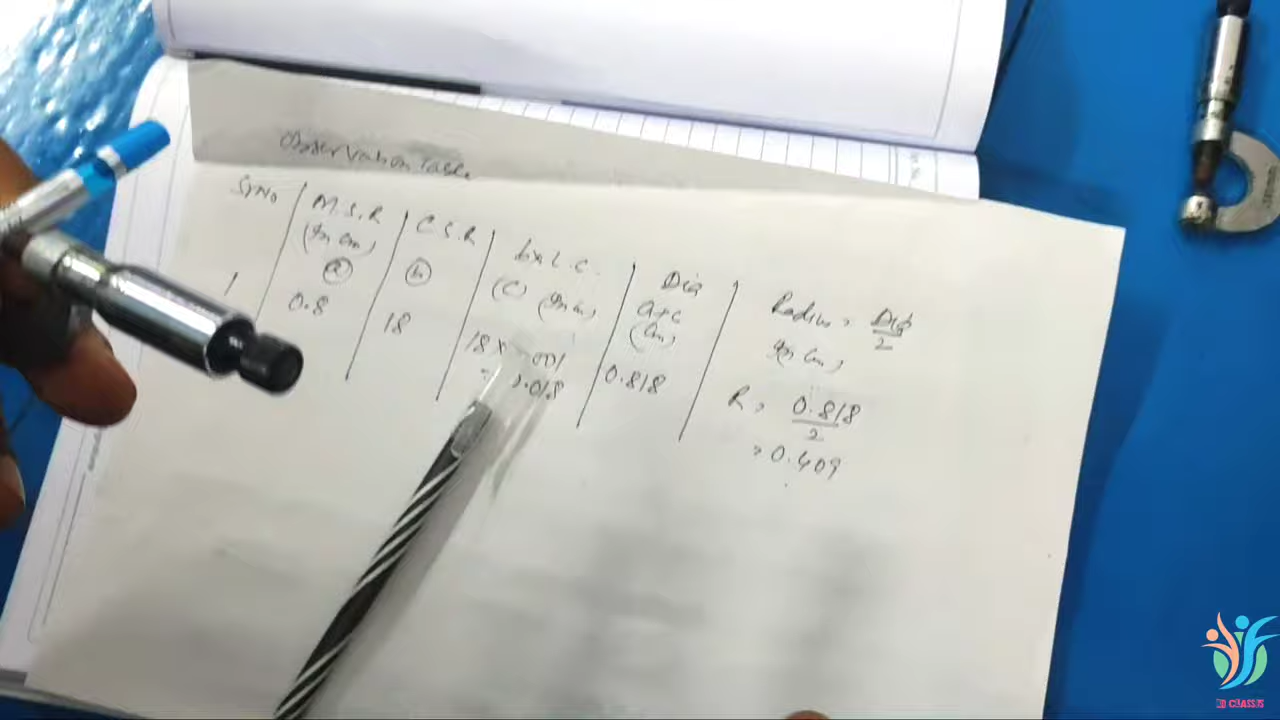 Observation Table
Sr No
M.S.R
(In cm)
(a)
C.S.R
(b)
b x L.C.
(c) (In cm)
Dia
a+c
(cm)
Radius = Dia/2
In cm
1
0.8
18
18 x .001
= 0.018
0.818
R = 0.818/2
= 0.409